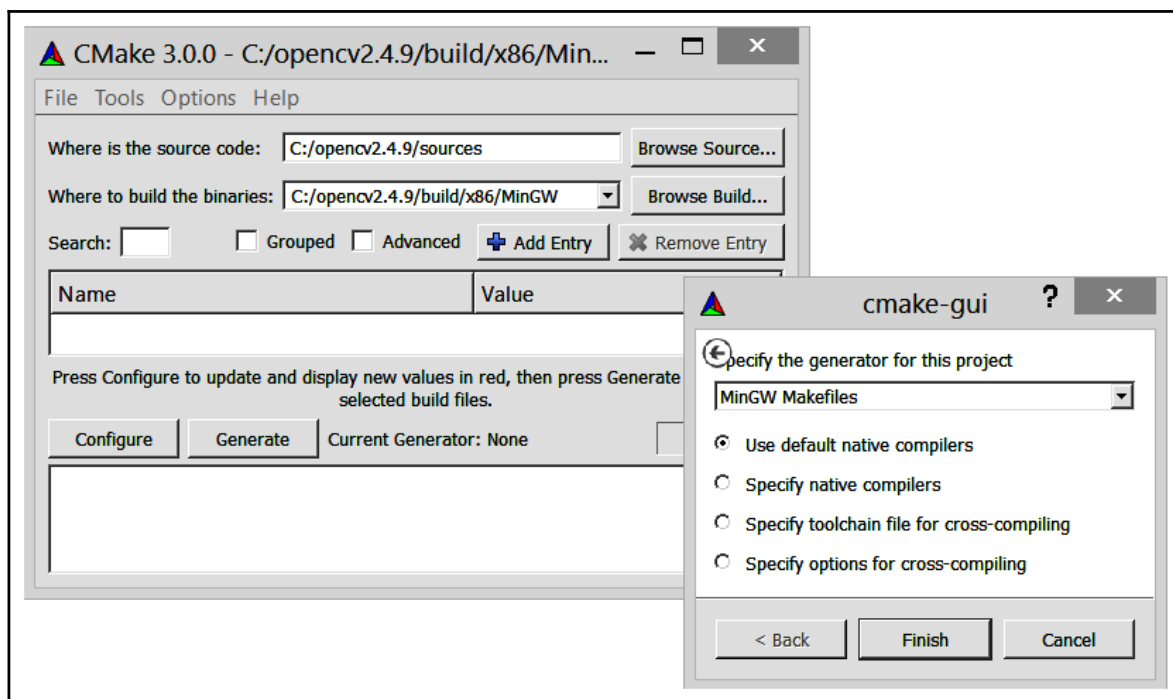 CMake 3.0.0 - C:/opencv2.4.9/build/x86/Min...
File Tools Options Help
Where is the source code: C:/opencv2.4.9/sources Browse Source...
Where to build the binaries: C:/opencv2.4.9/build/x86/MinGW Browse Build...
Search: Grouped Advanced Add Entry Remove Entry
Name Value
Press Configure to update and display new values in red, then press Generate
selected build files.
Configure Generate Current Generator: None
cmake-gui ?
pecify the generator for this project
MinGW Makefiles
Use default native compilers
Specify native compilers
Specify toolchain file for cross-compiling
Specify options for cross-compiling
< Back Finish Cancel